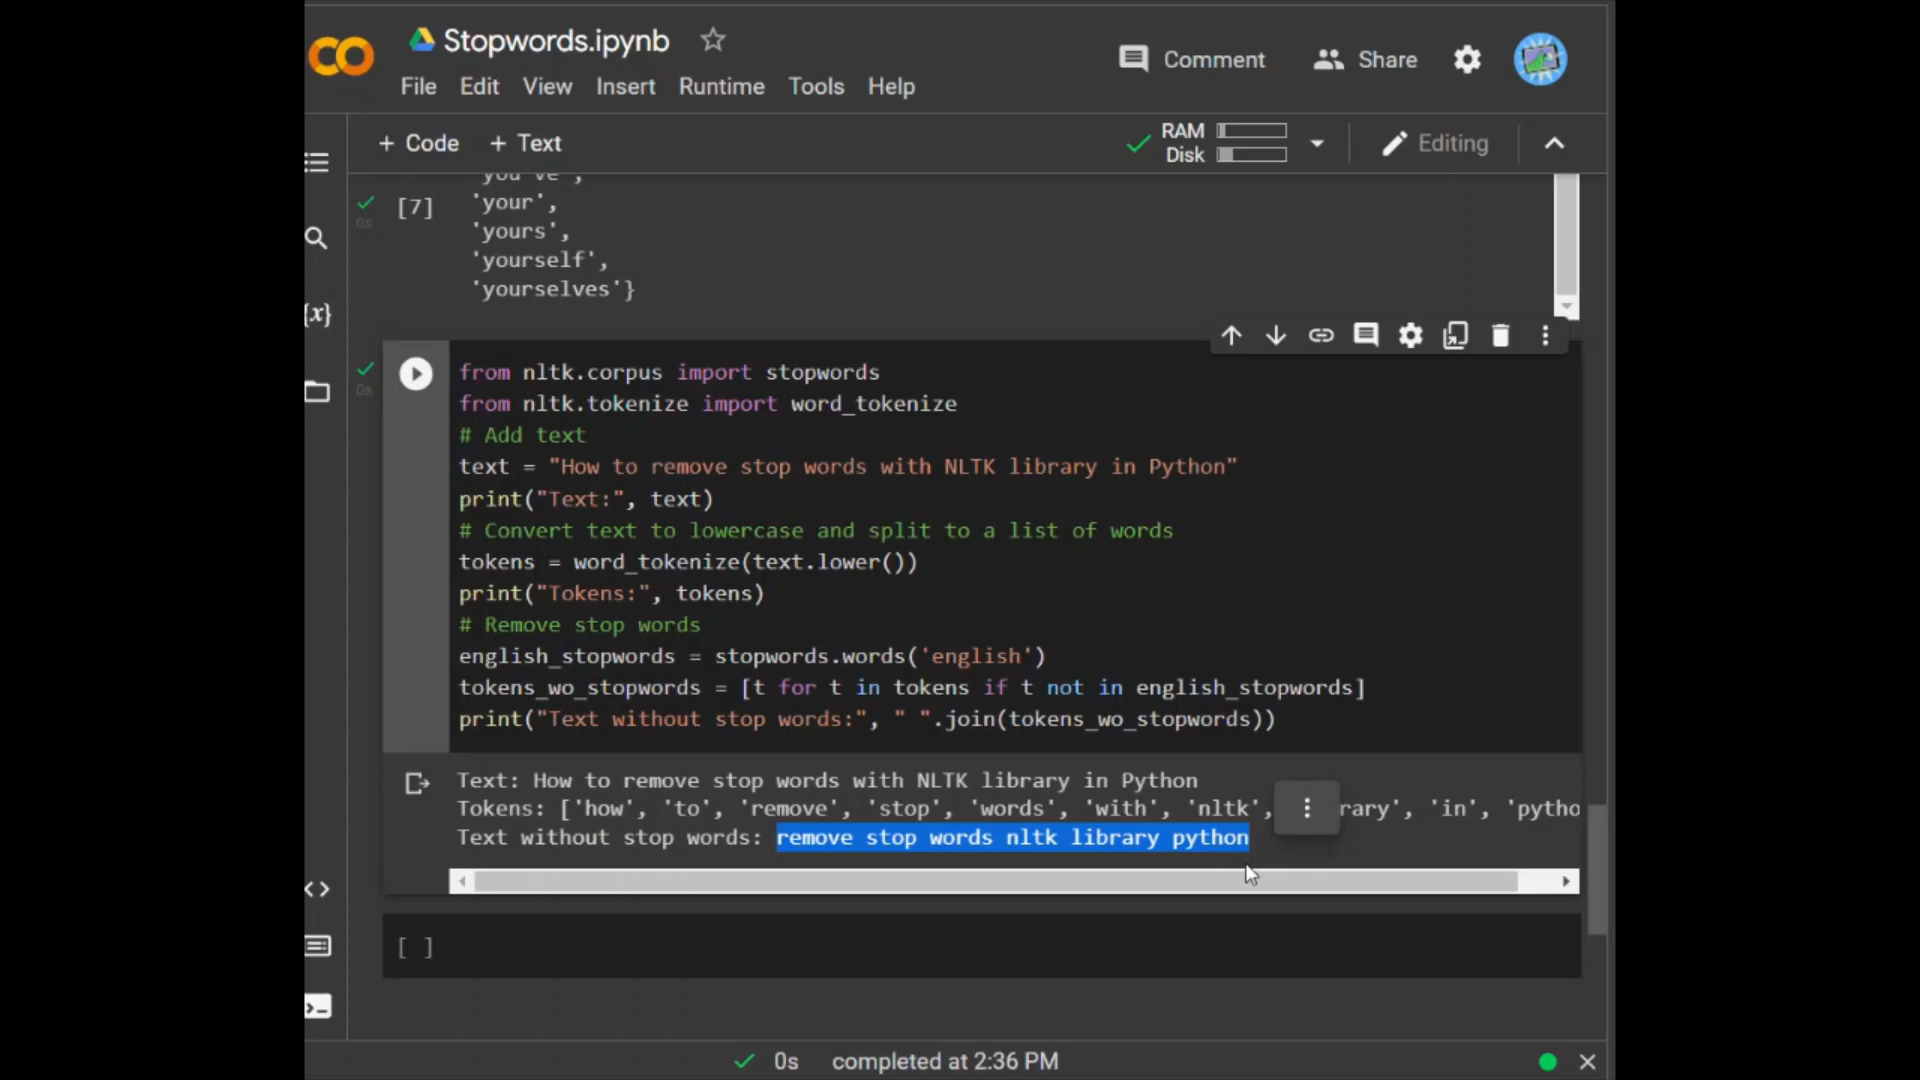 Stopwords.ipynb
Comment
Share
File Edit View Insert Runtime Tools Help
+ Code + Text
RAM
Disk
Editing
'you've',
[7]
'your',
0s
'yours',
'yourself',
{x}
'yourselves'}
from nltk.corpus import stopwords
0s
from nltk.tokenize import word_tokenize
# Add text
text = "How to remove stop words with NLTK library in Python"
print("Text:", text)
# Convert text to lowercase and split to a list of words
tokens = word_tokenize(text.lower())
print("Tokens:", tokens)
# Remove stop words
english_stopwords = stopwords.words('english')
tokens_wo_stopwords = [t for t in tokens if t not in english_stopwords]
print("Text without stop words:", " ".join(tokens_wo_stopwords))
Text: How to remove stop words with NLTK library in Python
Tokens: ['how', 'to', 'remove', 'stop', 'words', 'with', 'nltk', rary', 'in', 'pytho
Text without stop words: remove stop words nltk library python
[ ]
0s completed at 2:36 PM